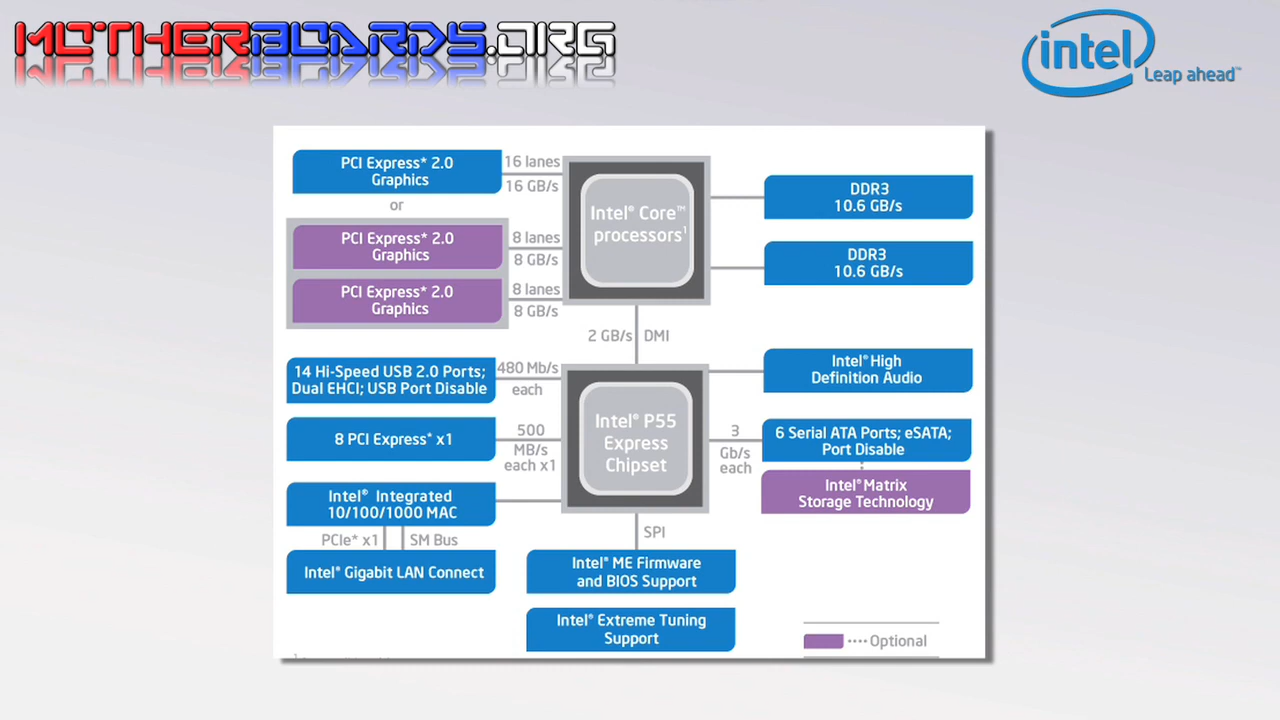 MOTHERBOARDS.ORG
intel
Leap ahead™
PCI Express* 2.0
Graphics
16 lanes
16 GB/s
or
PCI Express* 2.0
Graphics
8 lanes
8 GB/s
PCI Express* 2.0
Graphics
8 lanes
8 GB/s
Intel® Core™
processors¹
DDR3
10.6 GB/s
DDR3
10.6 GB/s
2 GB/s
DMI
14 Hi-Speed USB 2.0 Ports;
Dual EHCI; USB Port Disable
480 Mb/s
each
Intel® High
Definition Audio
8 PCI Express* x1
500
MB/s
each x1
Intel® P55
Express
Chipset
3
Gb/s
each
6 Serial ATA Ports; eSATA;
Port Disable
Intel® Matrix
Storage Technology
Intel® Integrated
10/100/1000 MAC
PCIe* x1
SM Bus
Intel® Gigabit LAN Connect
SPI
Intel® ME Firmware
and BIOS Support
Intel® Extreme Tuning
Support
Optional